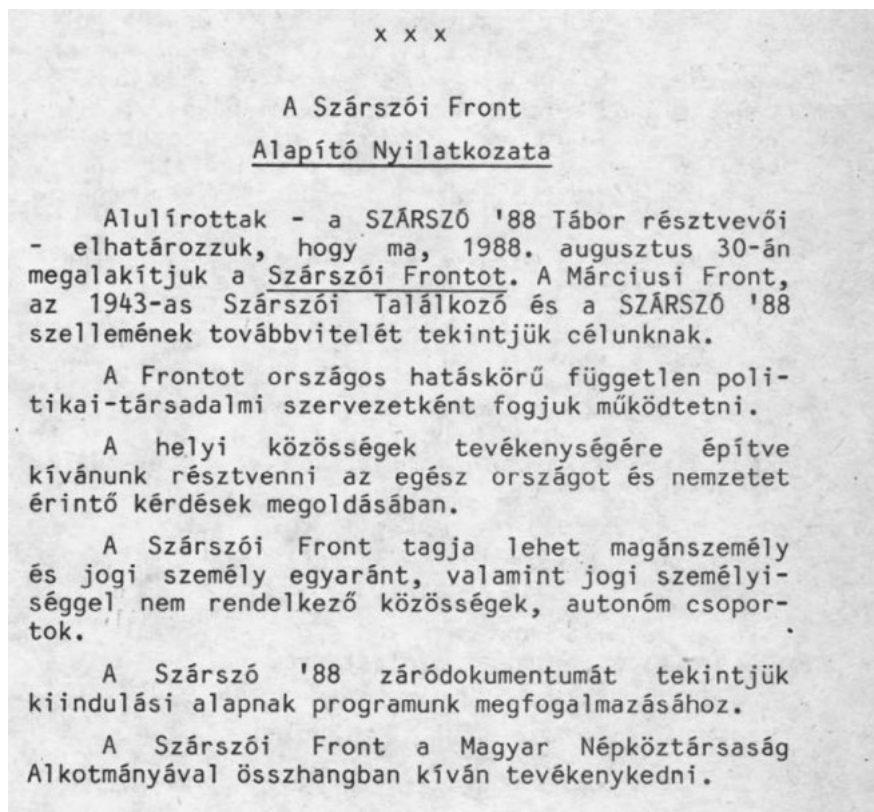 x x x
A Szárszói Front
Alapító Nyilatkozata
Alulírottak - a SZÁRSZÓ '88 Tábor résztvevői
- elhatározzuk, hogy ma, 1988. augusztus 30-án
megalakítjuk a Szárszói Frontot. A Márciusi Front,
az 1943-as Szárszói Találkozó és a SZÁRSZÓ '88
szellemének továbbvitelét tekintjük célunknak.
A Frontot országos hatáskörű független poli-
tikai-társadalmi szervezetként fogjuk működtetni.
A helyi közösségek tevékenységére építve
kívánunk résztvenni az egész országot és nemzetet
érintő kérdések megoldásában.
A Szárszói Front tagja lehet magánszemély
és jogi személy egyaránt, valamint jogi személyi-
séggel nem rendelkező közösségek, autonóm csopor-
tok.
A Szárszó '88 záródokumentumát tekintjük
kiindulási alapnak programunk megfogalmazásához.
A Szárszói Front a Magyar Népköztársaság
Alkotmányával összhangban kíván tevékenykedni.